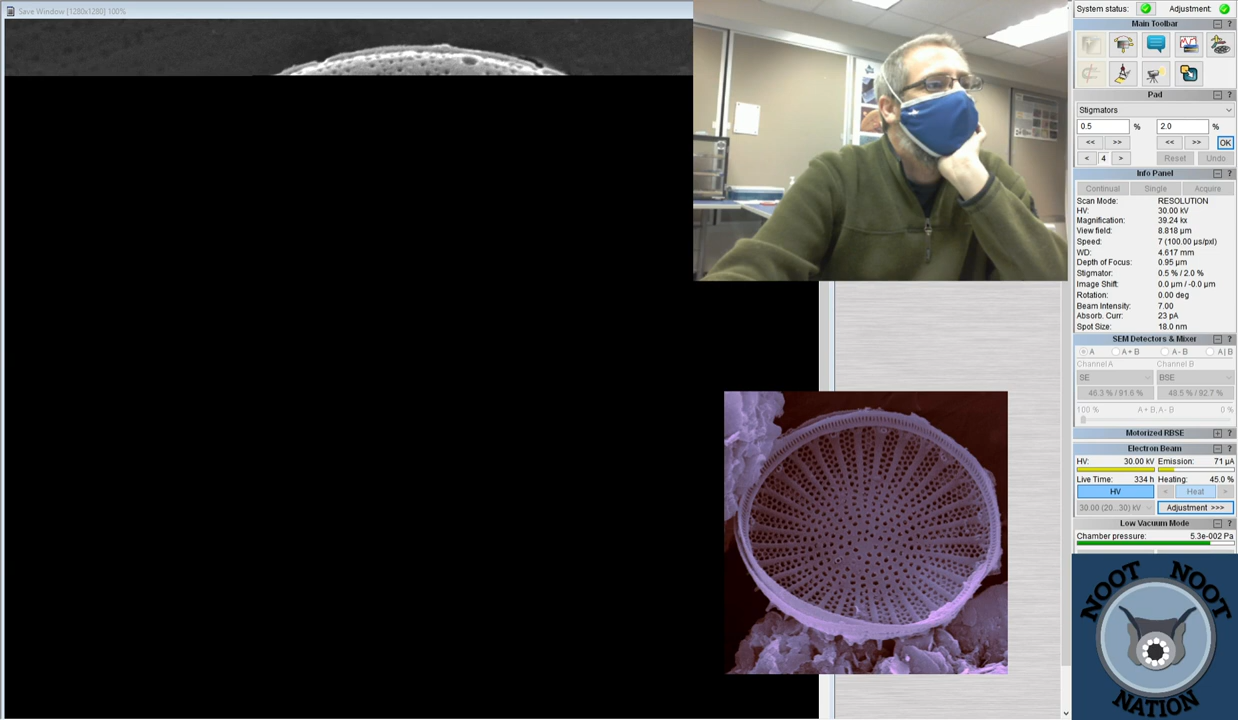 Save Window [1280x1280] 100%
System status: Adjustment:
Main Toolbar
Pad
Stigmators
0.5 % 2.0 %
<< >> << >> OK
< 4 > Reset Undo
Info Panel
Continual Single Acquire
Scan Mode: RESOLUTION
HV: 30.00 kV
Magnification: 39.24 kx
View field: 8.818 µm
Speed: 7 (100.00 µs/pxl)
WD: 4.617 mm
Depth of Focus: 0.95 µm
Stigmator: 0.5 % / 2.0 %
Image Shift: 0.0 µm / -0.0 µm
Rotation: 0.00 deg
Beam Intensity: 7.00
Absorb. Curr: 23 pA
Spot Size: 18.0 nm
SEM Detectors & Mixer
A A + B A - B A | B
Channel A Channel B
SE BSE
46.3 % / 91.6 % 48.5 % / 92.7 %
100 % A + B, A - B 0 %
Motorized RBSE
Electron Beam
HV: 30.00 kV Emission: 71 µA
Live Time: 334 h Heating: 45.0 %
HV < Heat >
30.00 (20...30) kV Adjustment >>>
Low Vacuum Mode
Chamber pressure: 5.3e-002 Pa
NOOT NOOT
NATION